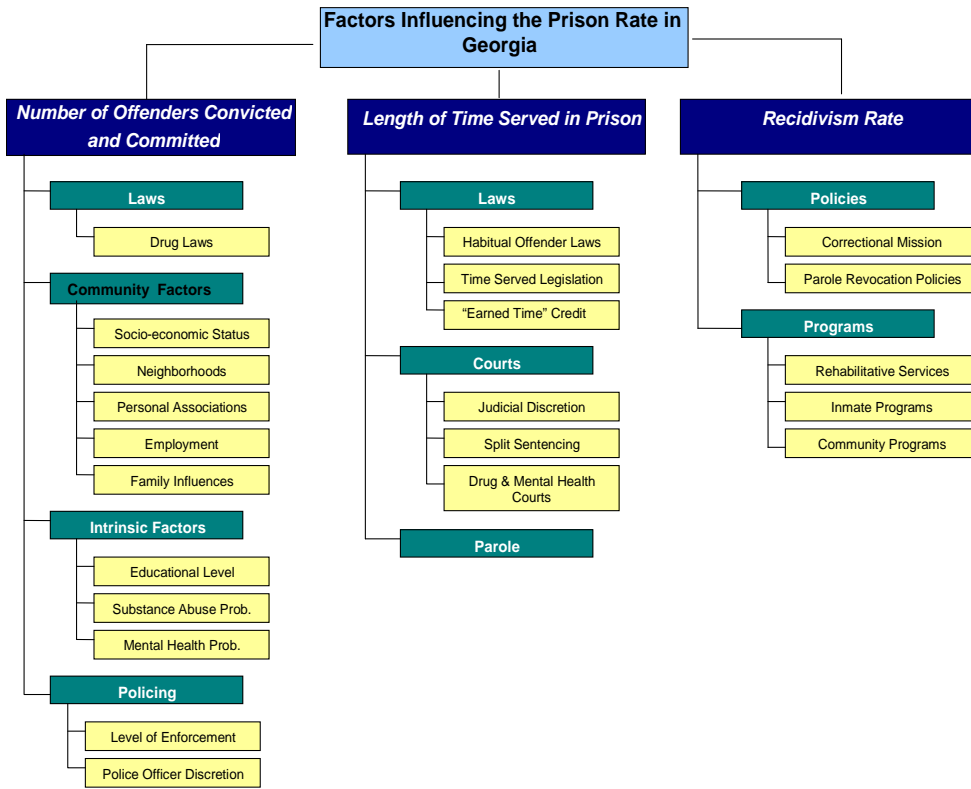 Factors Influencing the Prison Rate in
Georgia
Number of Offenders Convicted
and Committed
Laws
Drug Laws
Community Factors
Socio-economic Status
Neighborhoods
Personal Associations
Employment
Family Influences
Intrinsic Factors
Educational Level
Substance Abuse Prob.
Mental Health Prob.
Policing
Level of Enforcement
Police Officer Discretion
Length of Time Served in Prison
Laws
Habitual Offender Laws
Time Served Legislation
“Earned Time” Credit
Courts
Judicial Discretion
Split Sentencing
Drug & Mental Health
Courts
Parole
Recidivism Rate
Policies
Correctional Mission
Parole Revocation Policies
Programs
Rehabilitative Services
Inmate Programs
Community Programs